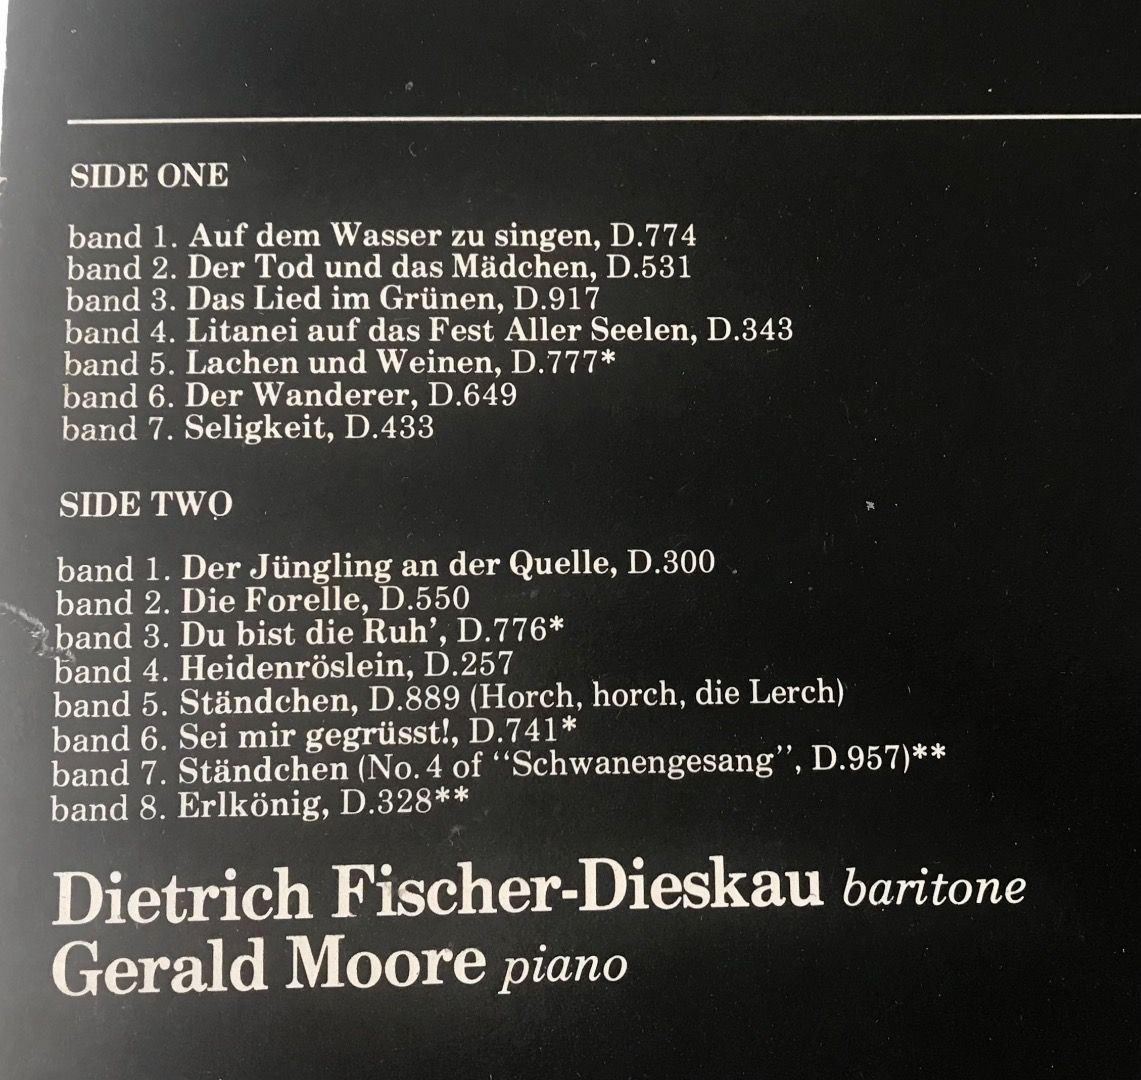 SIDE ONE
band 1. Auf dem Wasser zu singen, D.774
band 2. Der Tod und das Mädchen, D.531
band 3. Das Lied im Grünen, D.917
band 4. Litanei auf das Fest Aller Seelen, D.343
band 5. Lachen und Weinen, D.777*
band 6. Der Wanderer, D.649
band 7. Seligkeit, D.433
SIDE TWO
band 1. Der Jüngling an der Quelle, D.300
band 2. Die Forelle, D.550
band 3. Du bist die Ruh’, D.776*
band 4. Heidenröslein, D.257
band 5. Ständchen, D.889 (Horch, horch, die Lerch)
band 6. Sei mir gegrüsst!, D.741*
band 7. Ständchen (No. 4 of “Schwanengesang”, D.957)**
band 8. Erlkönig, D.328**
Dietrich Fischer-Dieskau baritone
Gerald Moore piano